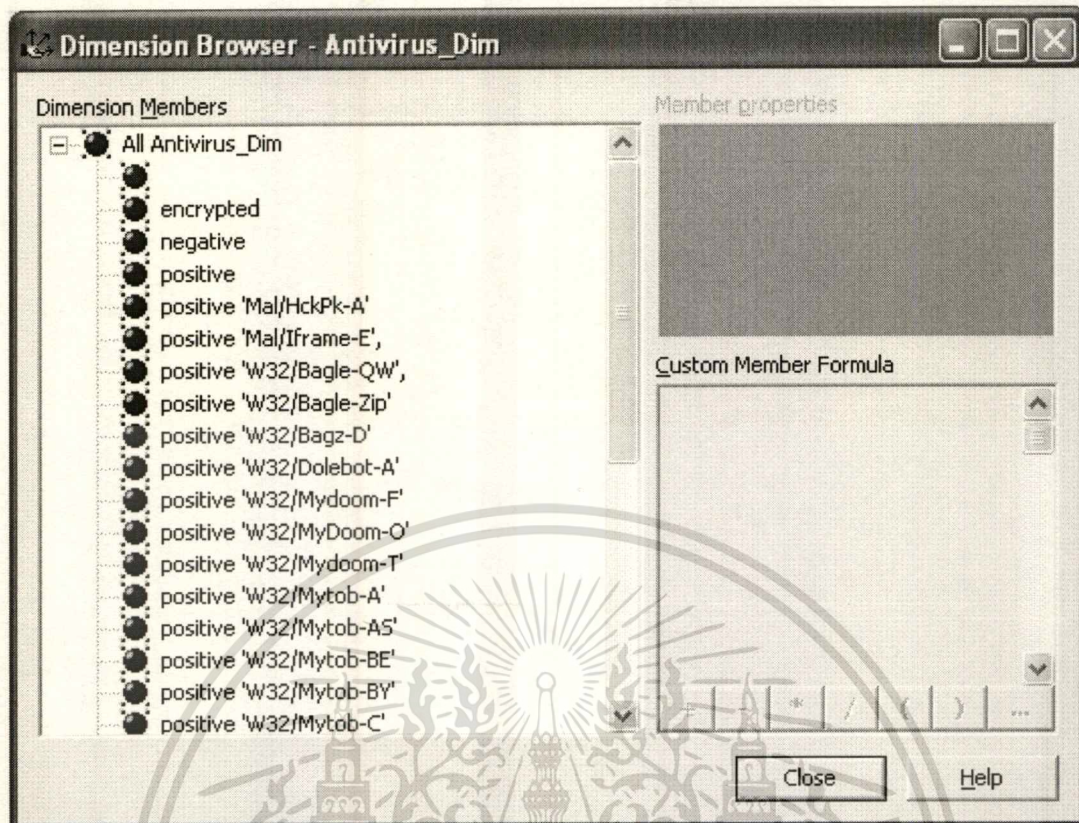 Dimension Browser - Antivirus_Dim
Dimension Members
All Antivirus_Dim
encrypted
negative
positive
positive 'Mal/HckPk-A'
positive 'Mal/Iframe-E',
positive 'W32/Bagle-QW',
positive 'W32/Bagle-Zip'
positive 'W32/Bagz-D'
positive 'W32/Dolebot-A'
positive 'W32/Mydoom-F'
positive 'W32/MyDoom-O'
positive 'W32/Mydoom-T'
positive 'W32/Mytob-A'
positive 'W32/Mytob-AS'
positive 'W32/Mytob-BE'
positive 'W32/Mytob-BY'
positive 'W32/Mytob-C'
Member properties
Custom Member Formula
+ - * / ( ) ...
Close Help